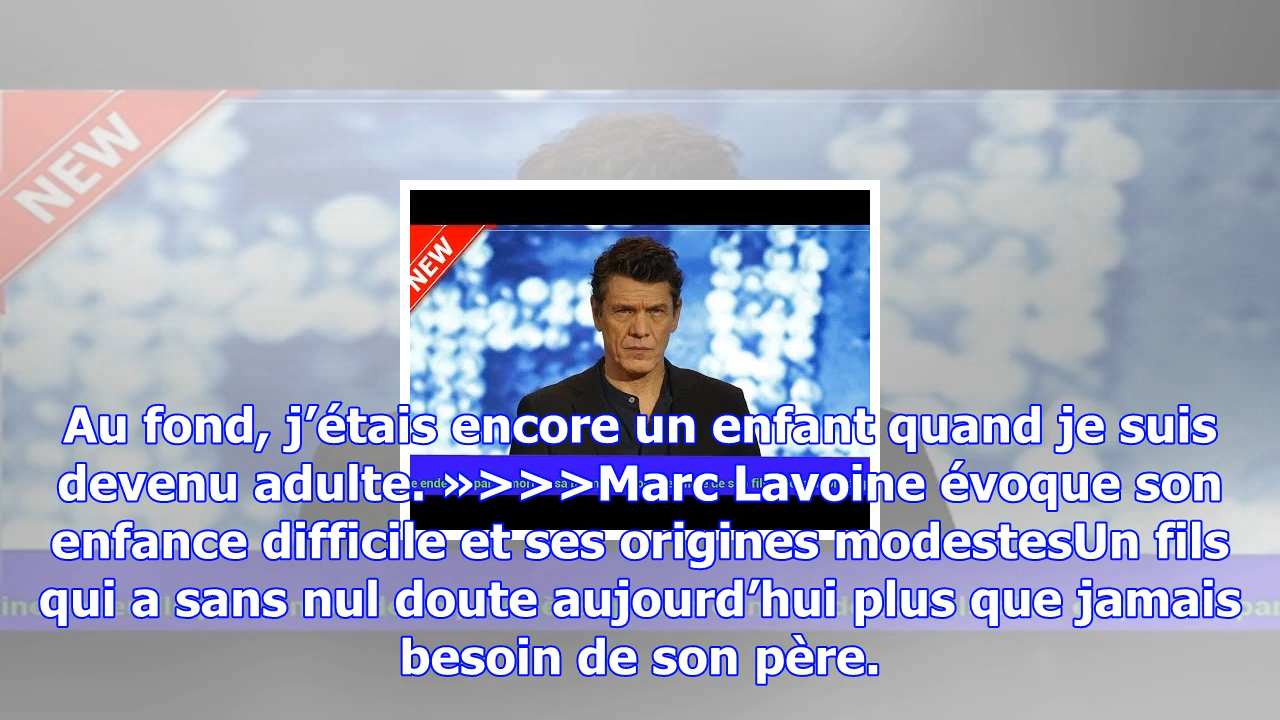 NEW
NEW
Au fond, j’étais encore un enfant quand je suis
devenu adulte. »>>>Marc Lavoine évoque son
enfance difficile et ses origines modestesUn fils
qui a sans nul doute aujourd’hui plus que jamais
besoin de son père.